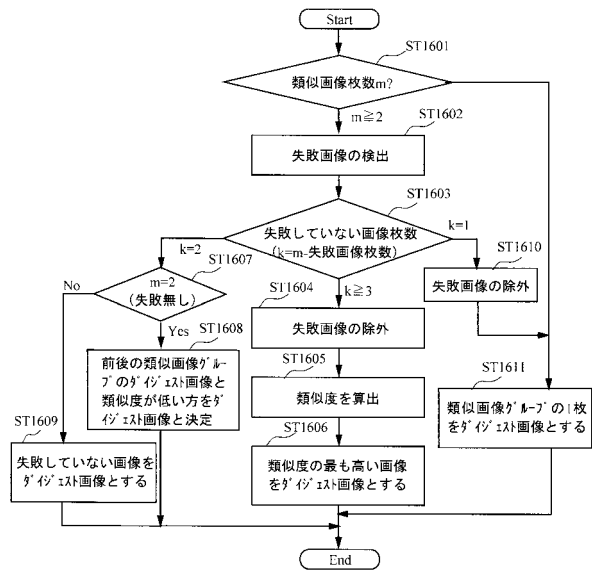 Start
ST1601
類似画像枚数m?
m≧2
ST1602
失敗画像の検出
ST1603
失敗していない画像枚数
(k=m-失敗画像枚数)
k=1
k=2
ST1607
m=2
(失敗無し)
No
Yes
k≧3
ST1610
失敗画像の除外
ST1604
失敗画像の除外
ST1608
前後の類似画像ｸﾞﾙｰ
ﾌﾟのﾀﾞｲｼﾞｪｽﾄ画像と
類似度が低い方をﾀﾞ
ｲｼﾞｪｽﾄ画像と決定
ST1605
類似度を算出
ST1611
類似画像ｸﾞﾙｰﾌﾟの1枚
をﾀﾞｲｼﾞｪｽﾄ画像とする
ST1609
失敗していない画像を
ﾀﾞｲｼﾞｪｽﾄ画像とする
ST1606
類似度の最も高い画像
をﾀﾞｲｼﾞｪｽﾄ画像とする
End